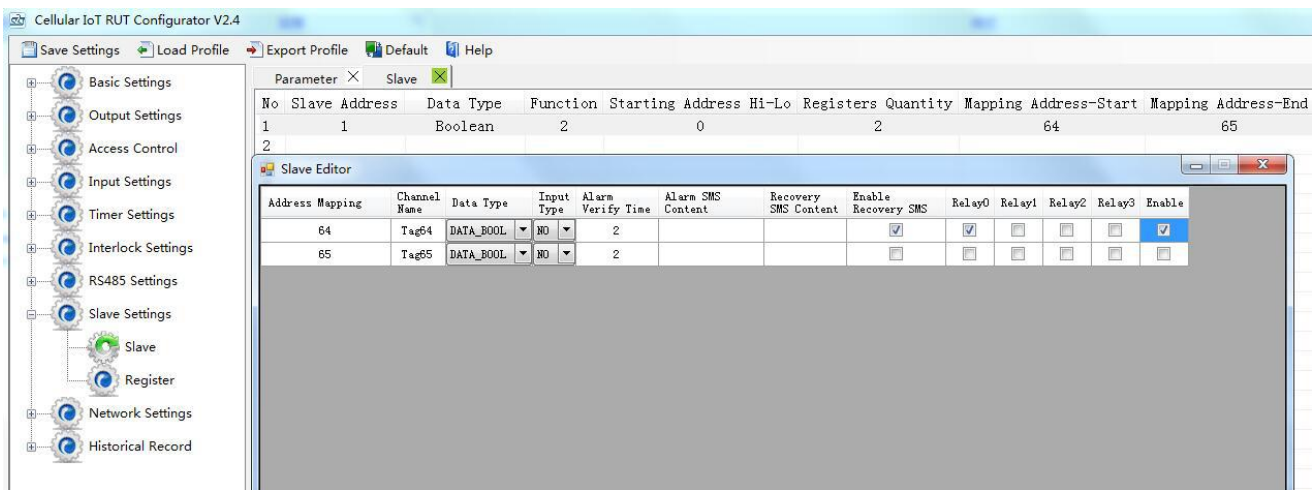 Cellular IoT RUT Configurator V2.4
Save Settings Load Profile Export Profile Default Help
Basic Settings
Output Settings
Access Control
Input Settings
Timer Settings
Interlock Settings
RS485 Settings
Slave Settings
Slave
Register
Network Settings
Historical Record
Parameter Slave
No Slave Address Data Type Function Starting Address Hi-Lo Registers Quantity Mapping Address-Start Mapping Address-End
1 1 Boolean 2 0 2 64 65
2
Slave Editor
Address Mapping Channel Name Data Type Input Type Alarm Verify Time Alarm SMS Content Recovery SMS Content Enable Recovery SMS Relay0 Relay1 Relay2 Relay3 Enable
64 Tag64 DATA_BOOL NO 2
65 Tag65 DATA_BOOL NO 2